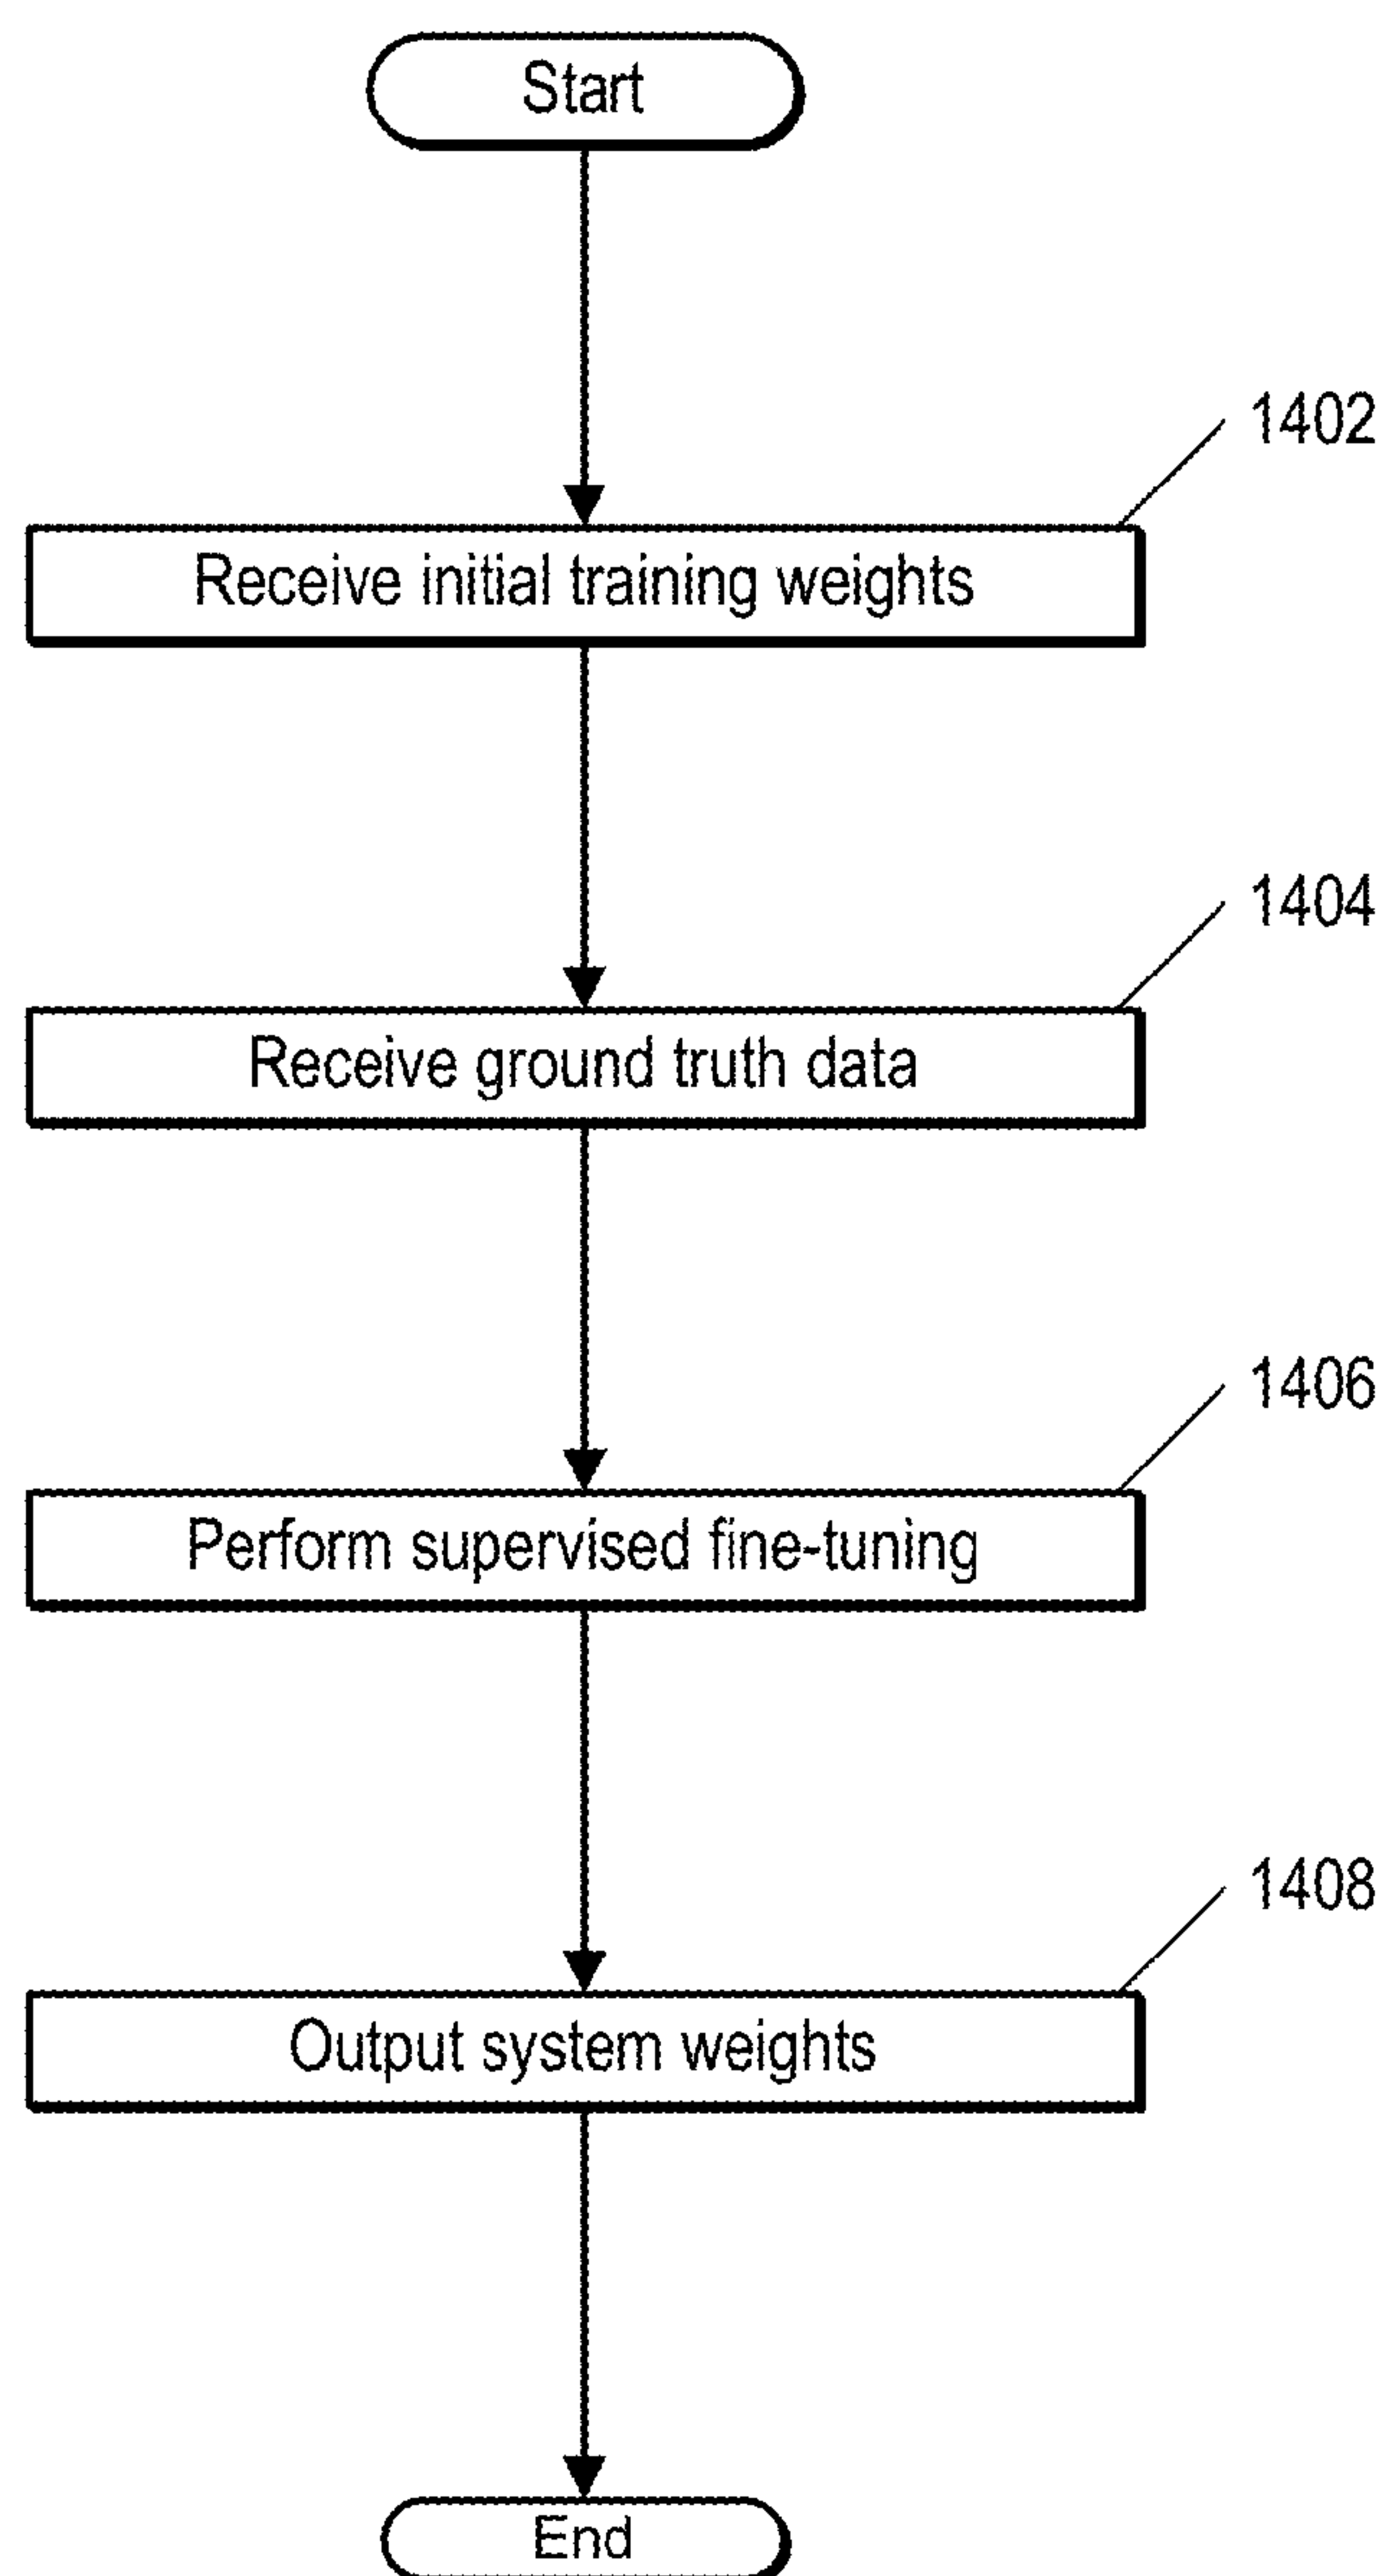 Start
1402
Receive initial training weights
1404
Receive ground truth data
1406
Perform supervised fine-tuning
1408
Output system weights
End